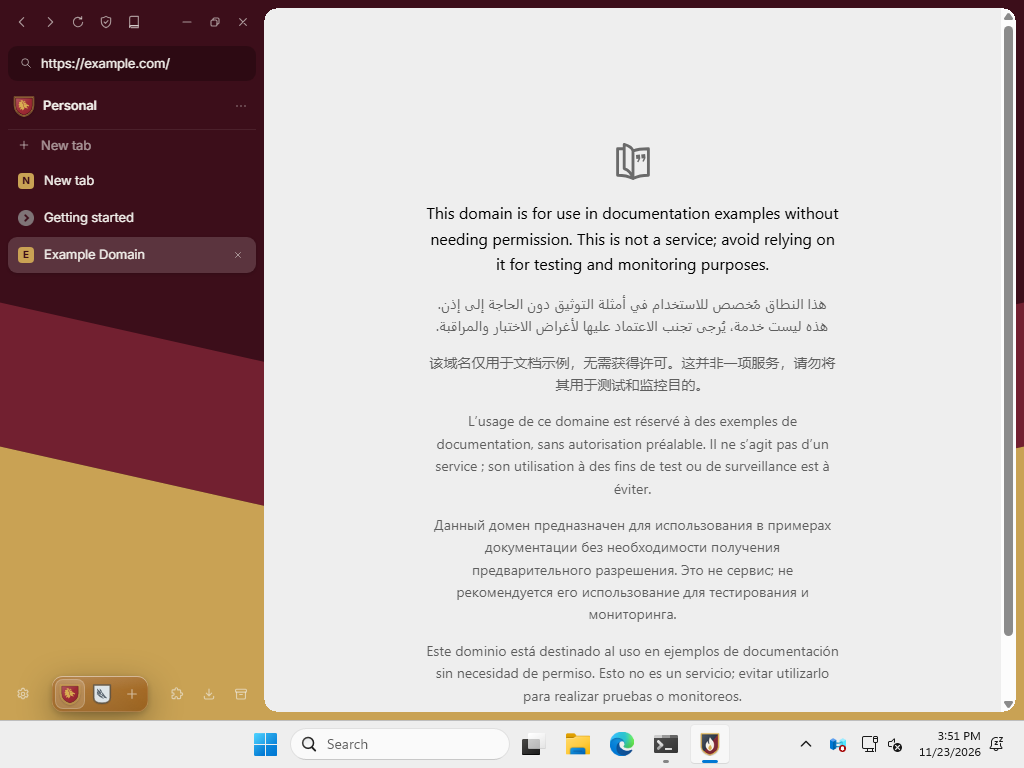 https://example.com/
Personal
New tab
N New tab
Getting started
E Example Domain
This domain is for use in documentation examples without
needing permission. This is not a service; avoid relying on
it for testing and monitoring purposes.
هذا النطاق مُخصص للاستخدام في أمثلة التوثيق دون الحاجة إلى إذن.
هذه ليست خدمة، يُرجى تجنب الاعتماد عليها لأغراض الاختبار والمراقبة.
该域名仅用于文档示例，无需获得许可。这并非一项服务，请勿将
其用于测试和监控目的。
L’usage de ce domaine est réservé à des exemples de
documentation, sans autorisation préalable. Il ne s’agit pas d’un
service ; son utilisation à des fins de test ou de surveillance est à
éviter.
Данный домен предназначен для использования в примерах
документации без необходимости получения
предварительного разрешения. Это не сервис; не
рекомендуется его использование для тестирования и
мониторинга.
Este dominio está destinado al uso en ejemplos de documentación
sin necesidad de permiso. Esto no es un servicio; evitar utilizarlo
para realizar pruebas o monitoreos.
Search
3:51 PM
11/23/2026